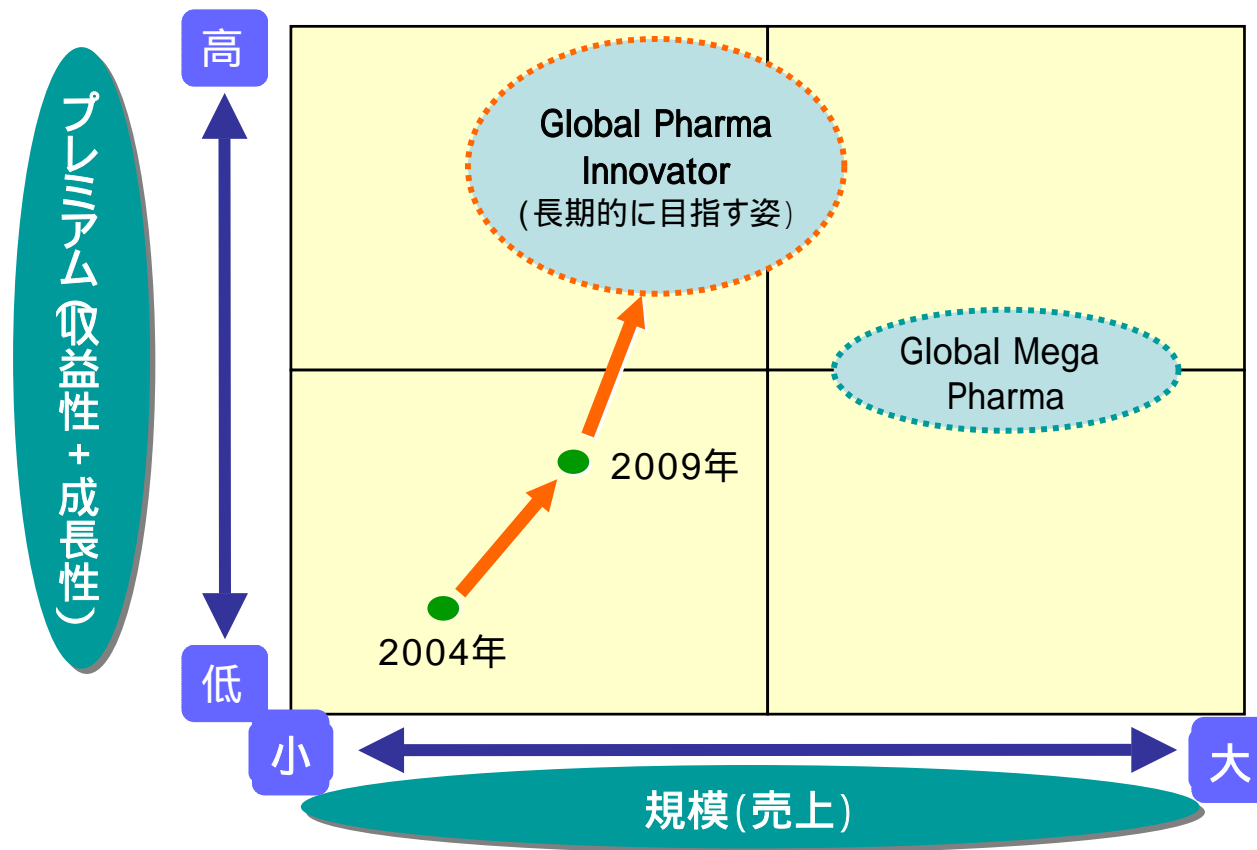 高
プレミアム(収益性+成長性)
Global Pharma
Innovator
(長期的に目指す姿)
Global Mega
Pharma
2009年
2004年
低
小
大
規模(売上)